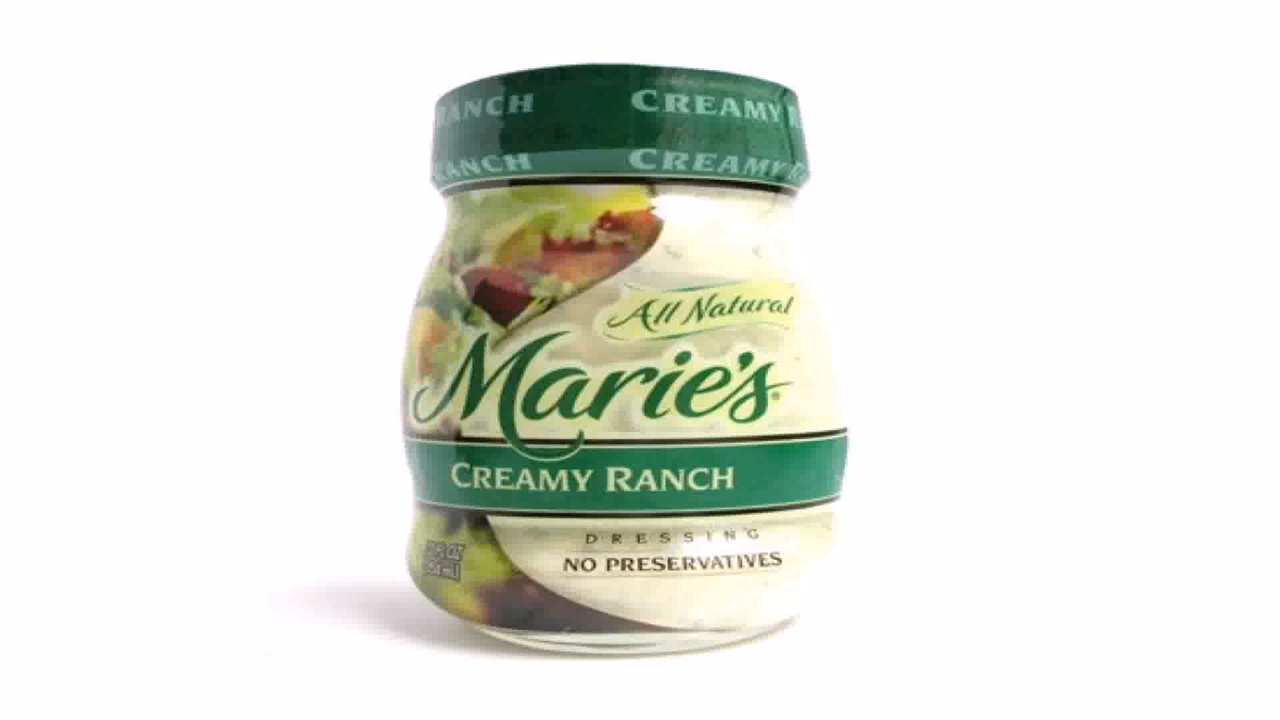 RANCH CREAMY
RANCH CREAMY
All Natural
Marie's
CREAMY RANCH
DRESSING
NO PRESERVATIVES